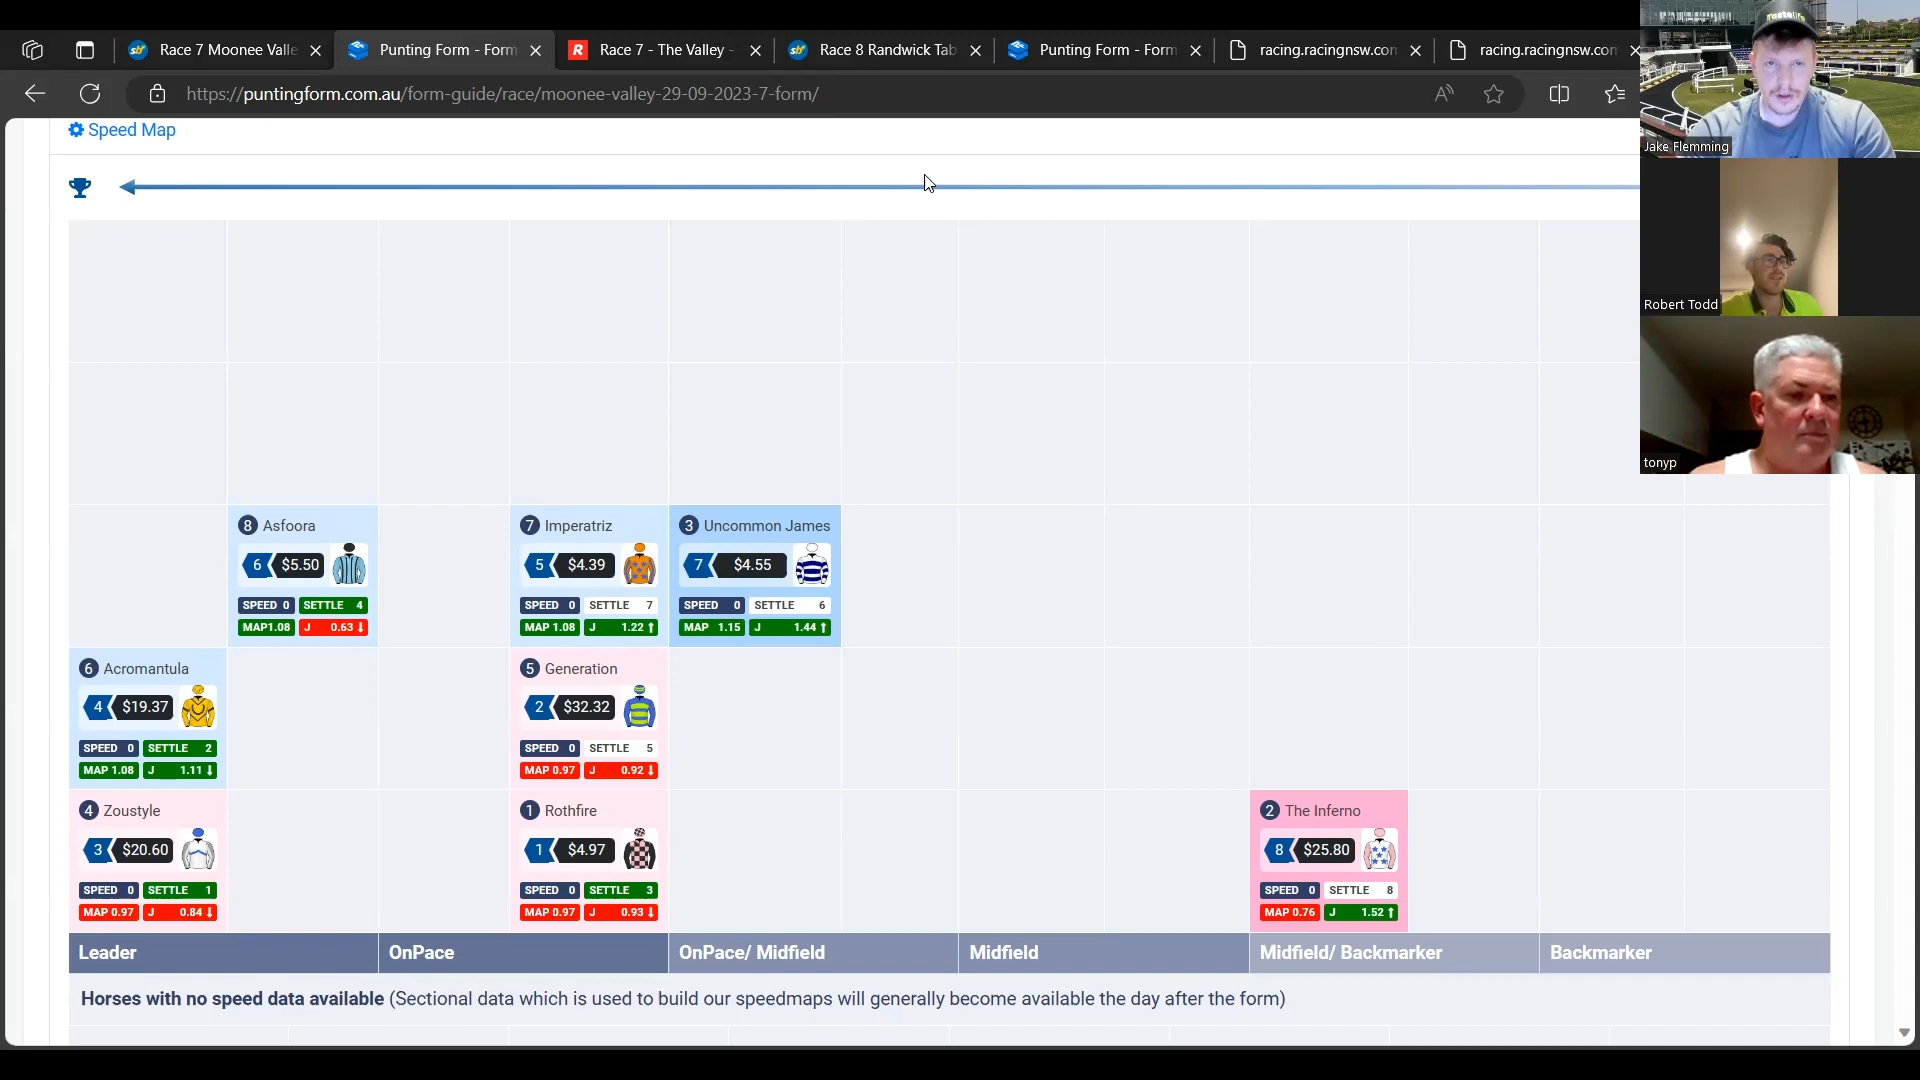 Race 7 Moonee Valle
Punting Form - Form
Race 7 - The Valley -
Race 8 Randwick Tab
Punting Form - Form
racing.racingnsw.com
racing.racingnsw.com
https://puntingform.com.au/form-guide/race/moonee-valley-29-09-2023-7-form/
Jake Flemming
Robert Todd
tonyp
Speed Map
8 Asfoora
6 $5.50
SPEED 0 SETTLE 4
MAP1.08 J 0.63
7 Imperatriz
5 $4.39
SPEED 0 SETTLE 7
MAP 1.08 J 1.22
3 Uncommon James
7 $4.55
SPEED 0 SETTLE 6
MAP 1.15 J 1.44
6 Acromantula
4 $19.37
SPEED 0 SETTLE 2
MAP 1.08 J 1.11
5 Generation
2 $32.32
SPEED 0 SETTLE 5
MAP 0.97 J 0.92
4 Zoustyle
3 $20.60
SPEED 0 SETTLE 1
MAP 0.97 J 0.84
1 Rothfire
1 $4.97
SPEED 0 SETTLE 3
MAP 0.97 J 0.93
2 The Inferno
8 $25.80
SPEED 0 SETTLE 8
MAP 0.76 J 1.52
Leader
OnPace
OnPace/ Midfield
Midfield
Midfield/ Backmarker
Backmarker
Horses with no speed data available (Sectional data which is used to build our speedmaps will generally become available the day after the form)